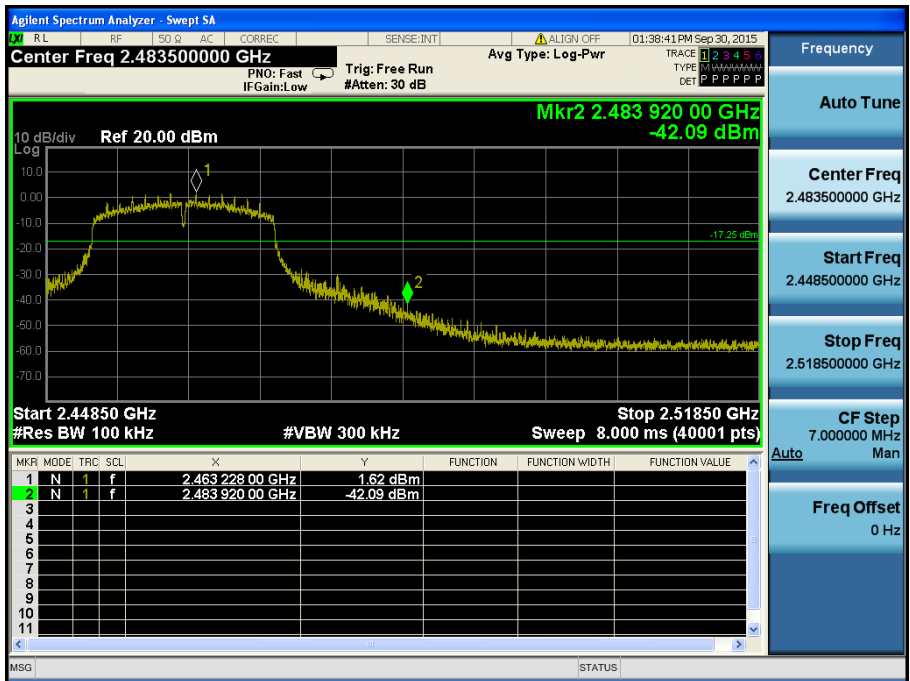 Agilent Spectrum Analyzer - Swept SA
LXI RL RF 50 Ω AC CORREC SENSE:INT ALIGN OFF 01:38:41 PM Sep 30, 2015
Center Freq 2.483500000 GHz
PNO: Fast
IFGain:Low
Trig: Free Run
#Atten: 30 dB
Avg Type: Log-Pwr
TRACE 1 2 3 4 5 6
TYPE M WWWWW
DET P P P P P P
Mkr2 2.483 920 00 GHz
-42.09 dBm
10 dB/div Ref 20.00 dBm
Log
10.0
0.00
-10.0
-20.0
-30.0
-40.0
-50.0
-60.0
-70.0
1
2
-17.25 dBm
Start 2.44850 GHz Stop 2.51850 GHz
#Res BW 100 kHz #VBW 300 kHz Sweep 8.000 ms (40001 pts)
MKR MODE TRC SCL X Y FUNCTION FUNCTION WIDTH FUNCTION VALUE
1 N 1 f 2.463 228 00 GHz 1.62 dBm
2 N 1 f 2.483 920 00 GHz -42.09 dBm
3
4
5
6
7
8
9
10
11
MSG STATUS
Frequency
Auto Tune
Center Freq
2.483500000 GHz
Start Freq
2.448500000 GHz
Stop Freq
2.518500000 GHz
CF Step
7.000000 MHz
Auto Man
Freq Offset
0 Hz